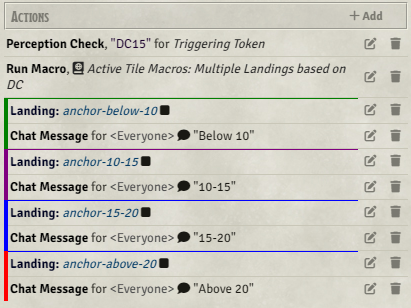 ACTIONS + Add
Perception Check, "DC15" for Triggering Token
Run Macro, Active Tile Macros: Multiple Landings based on
DC
Landing: anchor-below-10
Chat Message for <Everyone> "Below 10"
Landing: anchor-10-15
Chat Message for <Everyone> "10-15"
Landing: anchor-15-20
Chat Message for <Everyone> "15-20"
Landing: anchor-above-20
Chat Message for <Everyone> "Above 20"